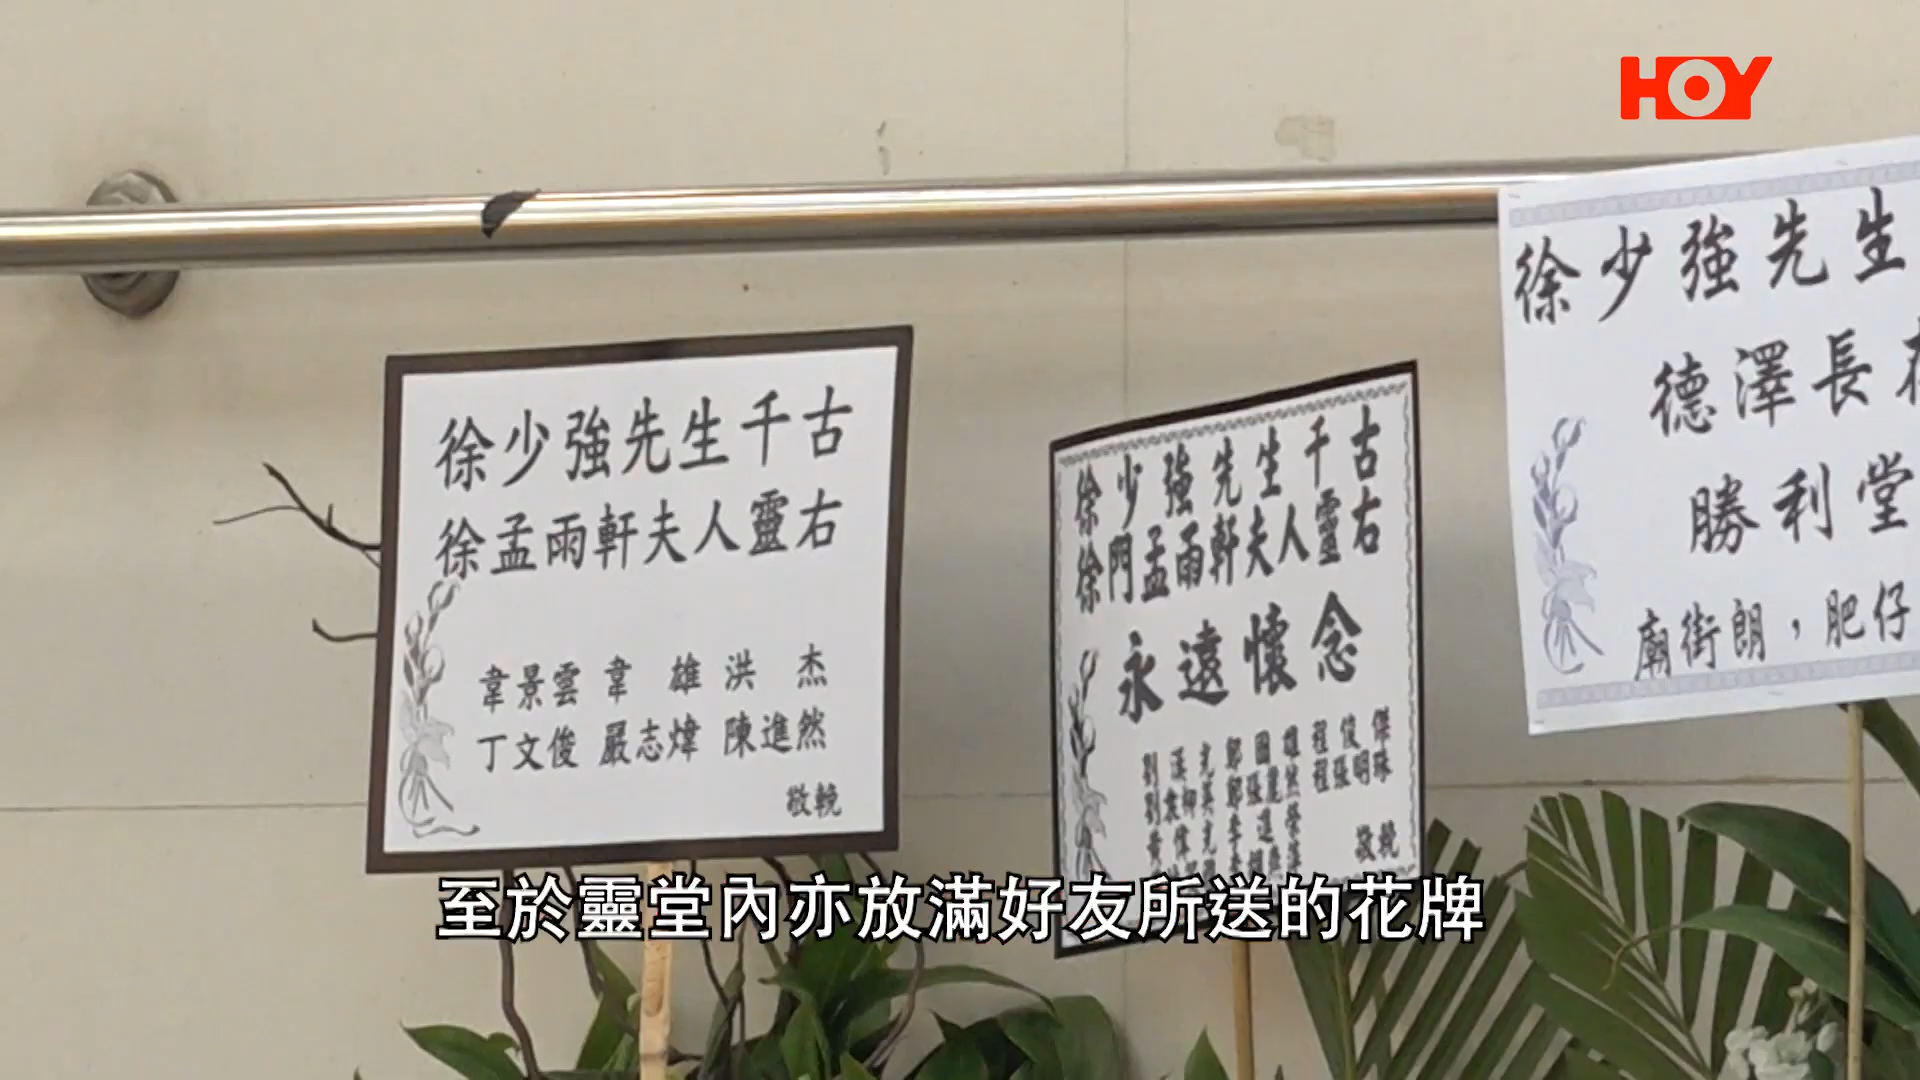 HOY
徐少強先生千古
徐孟雨軒夫人靈右
韋景雲 韋 雄 洪 杰
丁文俊 嚴志煒 陳進然
敬輓
徐少強先生千古
徐門孟雨軒夫人靈右
永遠懷念
敬輓
徐少強先生
德澤長
勝利堂
廟街朗，肥仔
至於靈堂內亦放滿好友所送的花牌